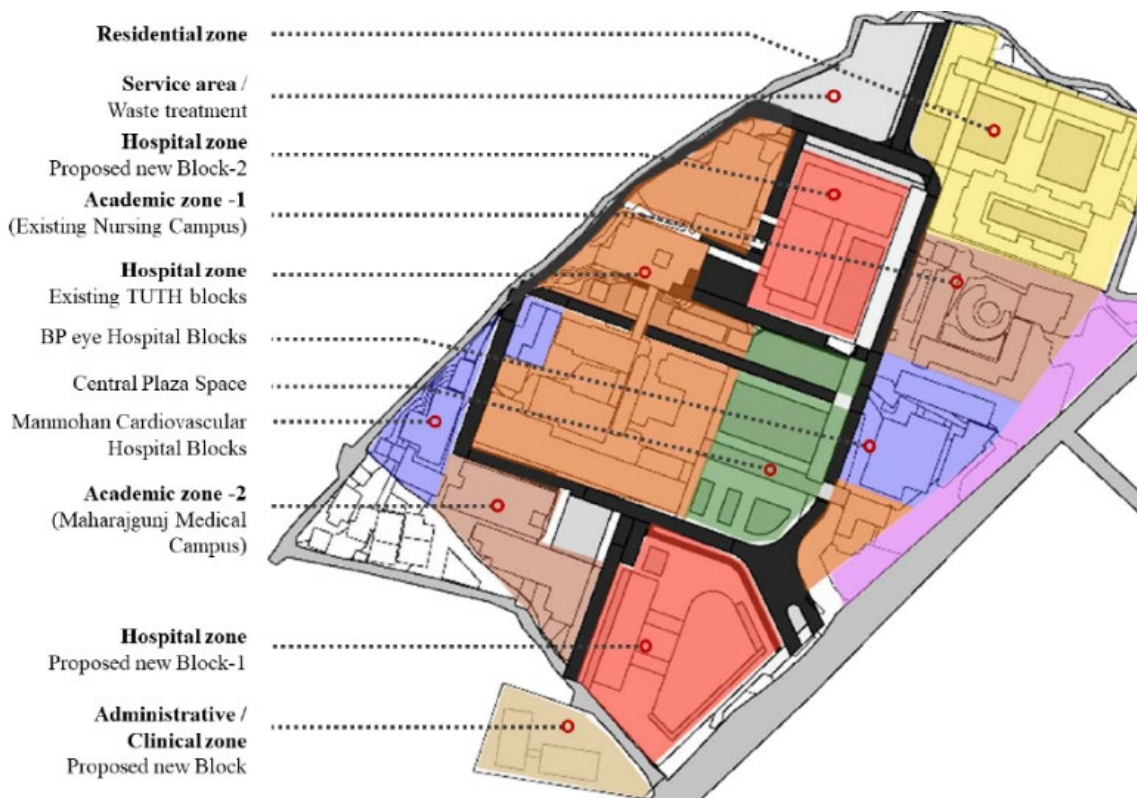 Residential zone
Service area /
Waste treatment
Hospital zone
Proposed new Block-2
Academic zone -1
(Existing Nursing Campus)
Hospital zone
Existing TUTH blocks
BP eye Hospital Blocks
Central Plaza Space
Manmohan Cardiovascular
Hospital Blocks
Academic zone -2
(Maharajgunj Medical
Campus)
Hospital zone
Proposed new Block-1
Administrative /
Clinical zone
Proposed new Block